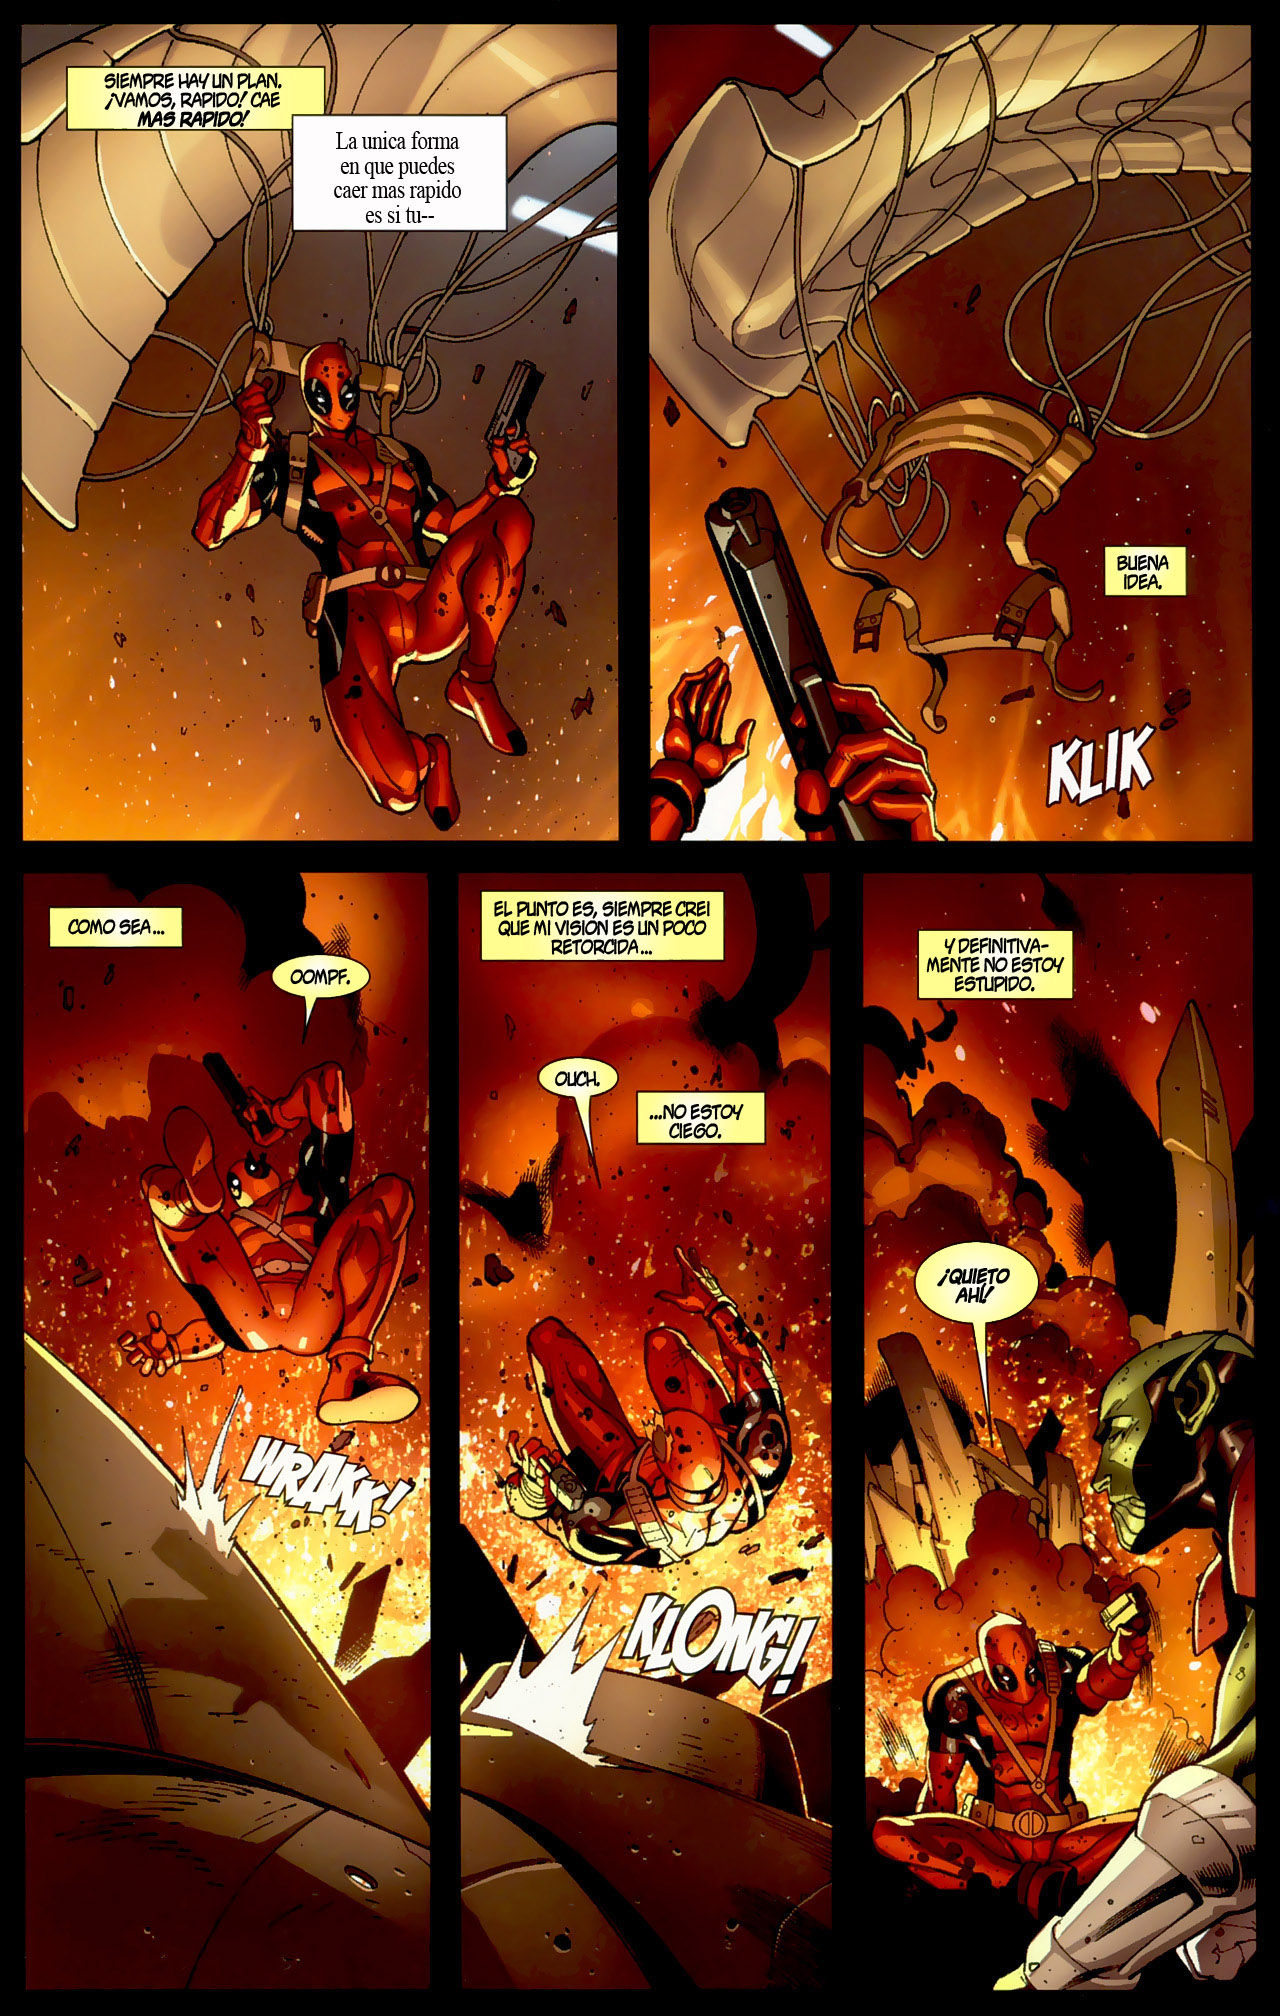 SIEMPRE HAY UN PLAN.
¡VAMOS, RAPIDO! CAE
MAS RAPIDO!
La unica forma
en que puedes
caer mas rapido
es si tu--
BUENA
IDEA.
KLIK
COMO SEA...
OOMPF.
WRAKK!
EL PUNTO ES, SIEMPRE CREI
QUE MI VISION ES UN POCO
RETORCIDA...
OUCH.
...NO ESTOY
CIEGO.
KLONG!
Y DEFINITIVA-
MENTE NO ESTOY
ESTUPIDO.
¡QUIETO
AHÍ!